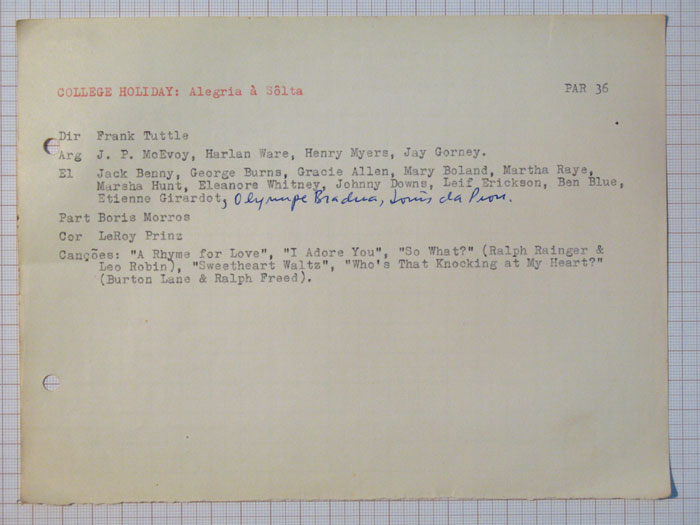 COLLEGE HOLIDAY: Alegria à Sôlta PAR 36
Dir Frank Tuttle
Arg J. P. McEvoy, Harlan Ware, Henry Myers, Jay Gorney.
El Jack Benny, George Burns, Gracie Allen, Mary Boland, Martha Raye,
Marsha Hunt, Eleanore Whitney, Johnny Downs, Leif Erickson, Ben Blue,
Etienne Girardot, Olympe Bradna, Louis da Pron.
Part Boris Morros
Cor LeRoy Prinz
Canções: "A Rhyme for Love", "I Adore You", "So What?" (Ralph Rainger &
Leo Robin), "Sweetheart Waltz", "Who's That Knocking at My Heart?"
(Burton Lane & Ralph Freed).